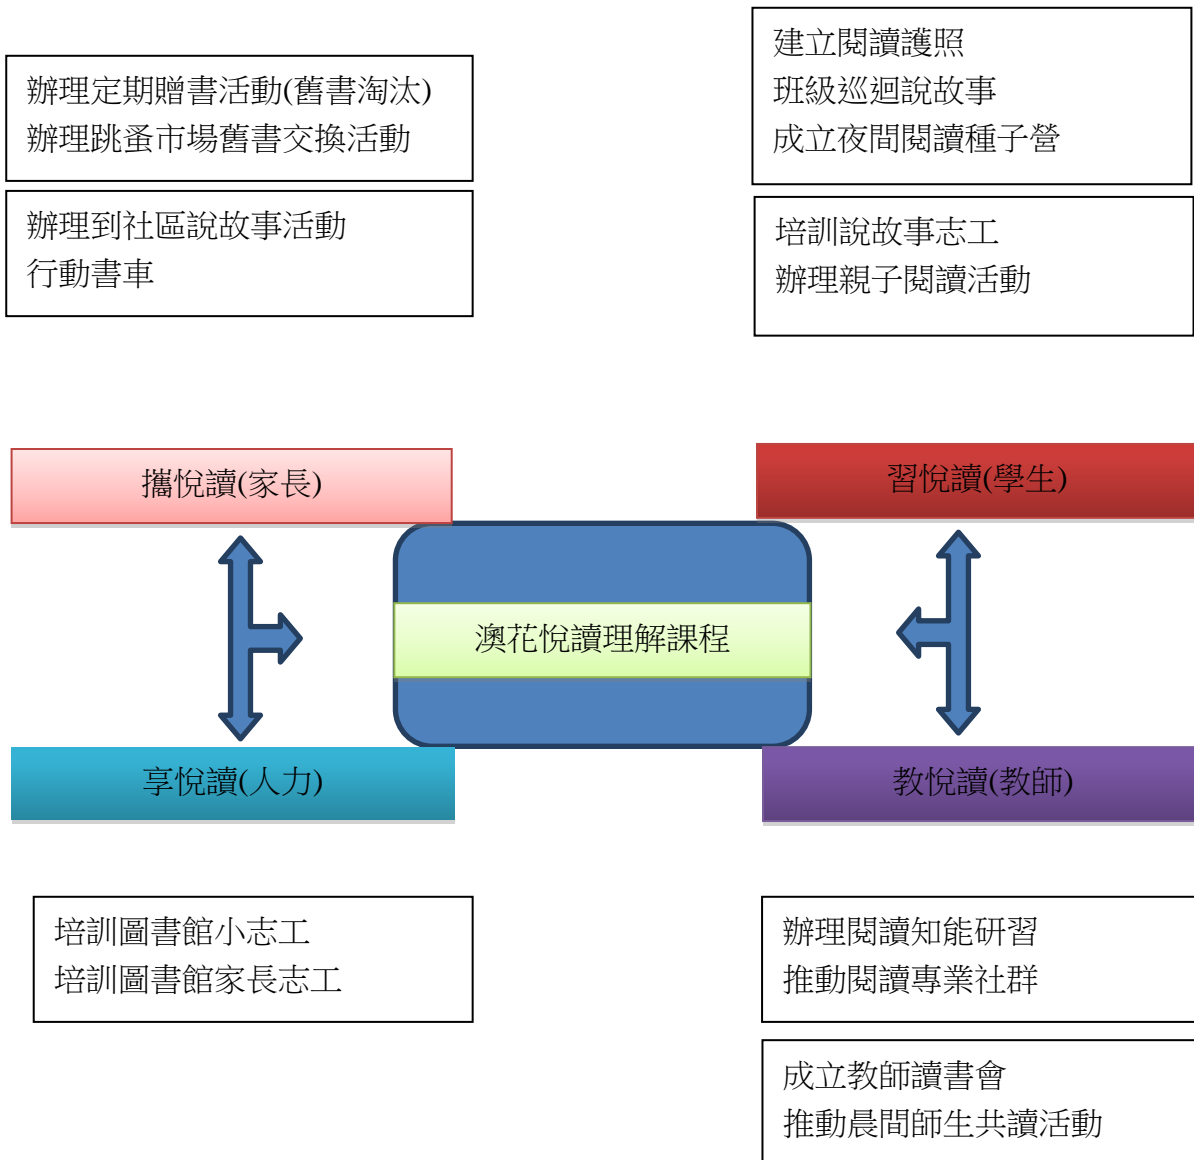 辦理定期贈書活動(舊書淘汰)
辦理跳蚤市場舊書交換活動
辦理到社區說故事活動
行動書車
建立閱讀護照
班級巡迴說故事
成立夜間閱讀種子營
培訓說故事志工
辦理親子閱讀活動
攜悅讀(家長)
習悅讀(學生)
澳花悅讀理解課程
享悅讀(人力)
教悅讀(教師)
培訓圖書館小志工
培訓圖書館家長志工
辦理閱讀知能研習
推動閱讀專業社群
成立教師讀書會
推動晨間師生共讀活動